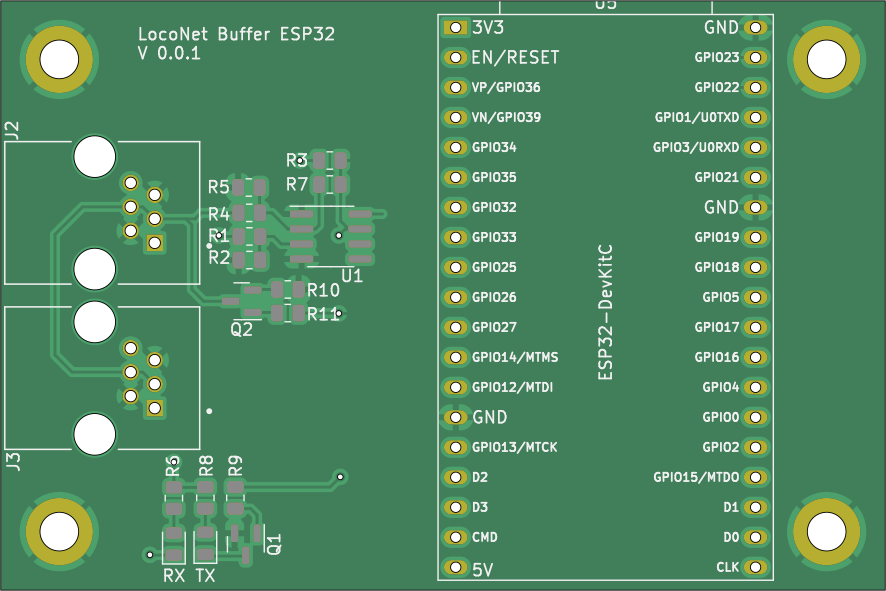 U5
LocoNet Buffer ESP32
V 0.0.1
3V3
GND
EN/RESET
GPIO23
VP/GPIO36
GPIO22
VN/GPIO39
GPIO1/U0TXD
GPIO34
GPIO3/U0RXD
GPIO35
GPIO21
GPIO32
GND
GPIO33
GPIO19
GPIO25
GPIO18
GPIO26
GPIO5
GPIO27
GPIO17
GPIO14/MTMS
GPIO16
GPIO12/MTDI
GPIO4
GND
GPIO0
GPIO13/MTCK
GPIO2
D2
GPIO15/MTDO
D3
D1
CMD
D0
5V
CLK
ESP32-DevKitC
J2
R3
R7
R5
R4
R1
R2
U1
R10
R11
Q2
J3
R6
R8
R9
Q1
RX
TX